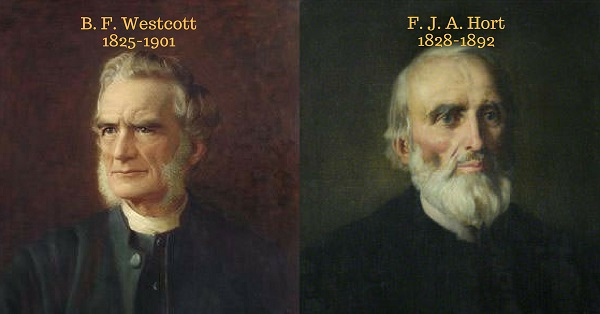 B. F. Westcott
1825-1901
F. J. A. Hort
1828-1892